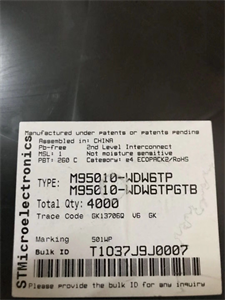 Manufactured under patents or patents pending
Assembled in: CHINA
Pb-free 2nd Level Interconnect
MSL: 1 Not moisture sensitive
PBT: 260 C Category: e4 ECOPACK2/RoHS
STMicroelectronics
TYPE: M95010-WDW6TP
M95010-WDW6TPGTB
Total Qty: 4000
Trace Code GK13706Q V6 GK
Marking 501WP
Bulk ID T1037J9J0007
Please provide the bulk ID for any inquiry